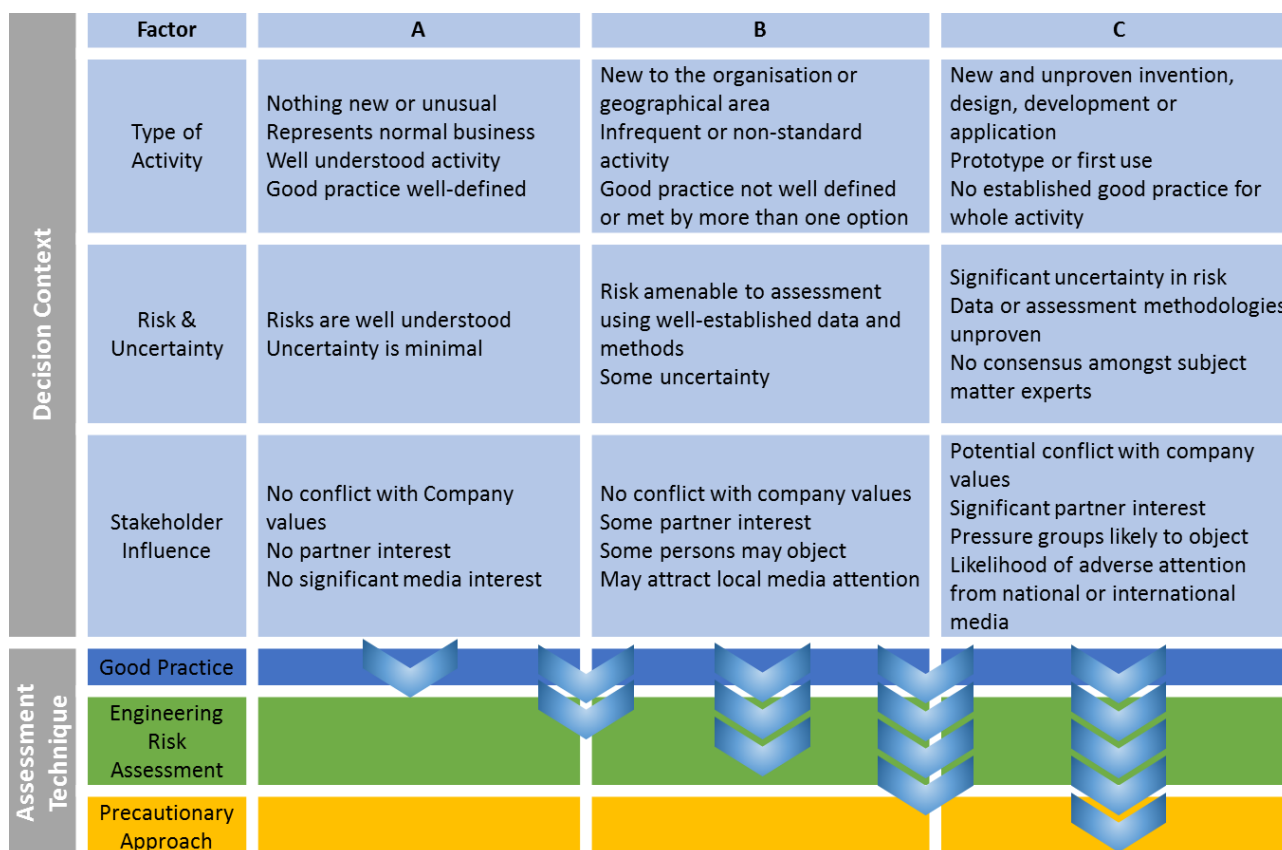 Factor
A
B
C
Decision Context
Type of
Activity
Nothing new or unusual
Represents normal business
Well understood activity
Good practice well-defined
New to the organisation or
geographical area
Infrequent or non-standard
activity
Good practice not well defined
or met by more than one option
New and unproven invention,
design, development or
application
Prototype or first use
No established good practice for
whole activity
Risk &
Uncertainty
Risks are well understood
Uncertainty is minimal
Risk amenable to assessment
using well-established data and
methods
Some uncertainty
Significant uncertainty in risk
Data or assessment methodologies
unproven
No consensus amongst subject
matter experts
Stakeholder
Influence
No conflict with Company
values
No partner interest
No significant media interest
No conflict with company values
Some partner interest
Some persons may object
May attract local media attention
Potential conflict with company
values
Significant partner interest
Pressure groups likely to object
Likelihood of adverse attention
from national or international
media
Assessment
Technique
Good Practice
Engineering
Risk
Assessment
Precautionary
Approach